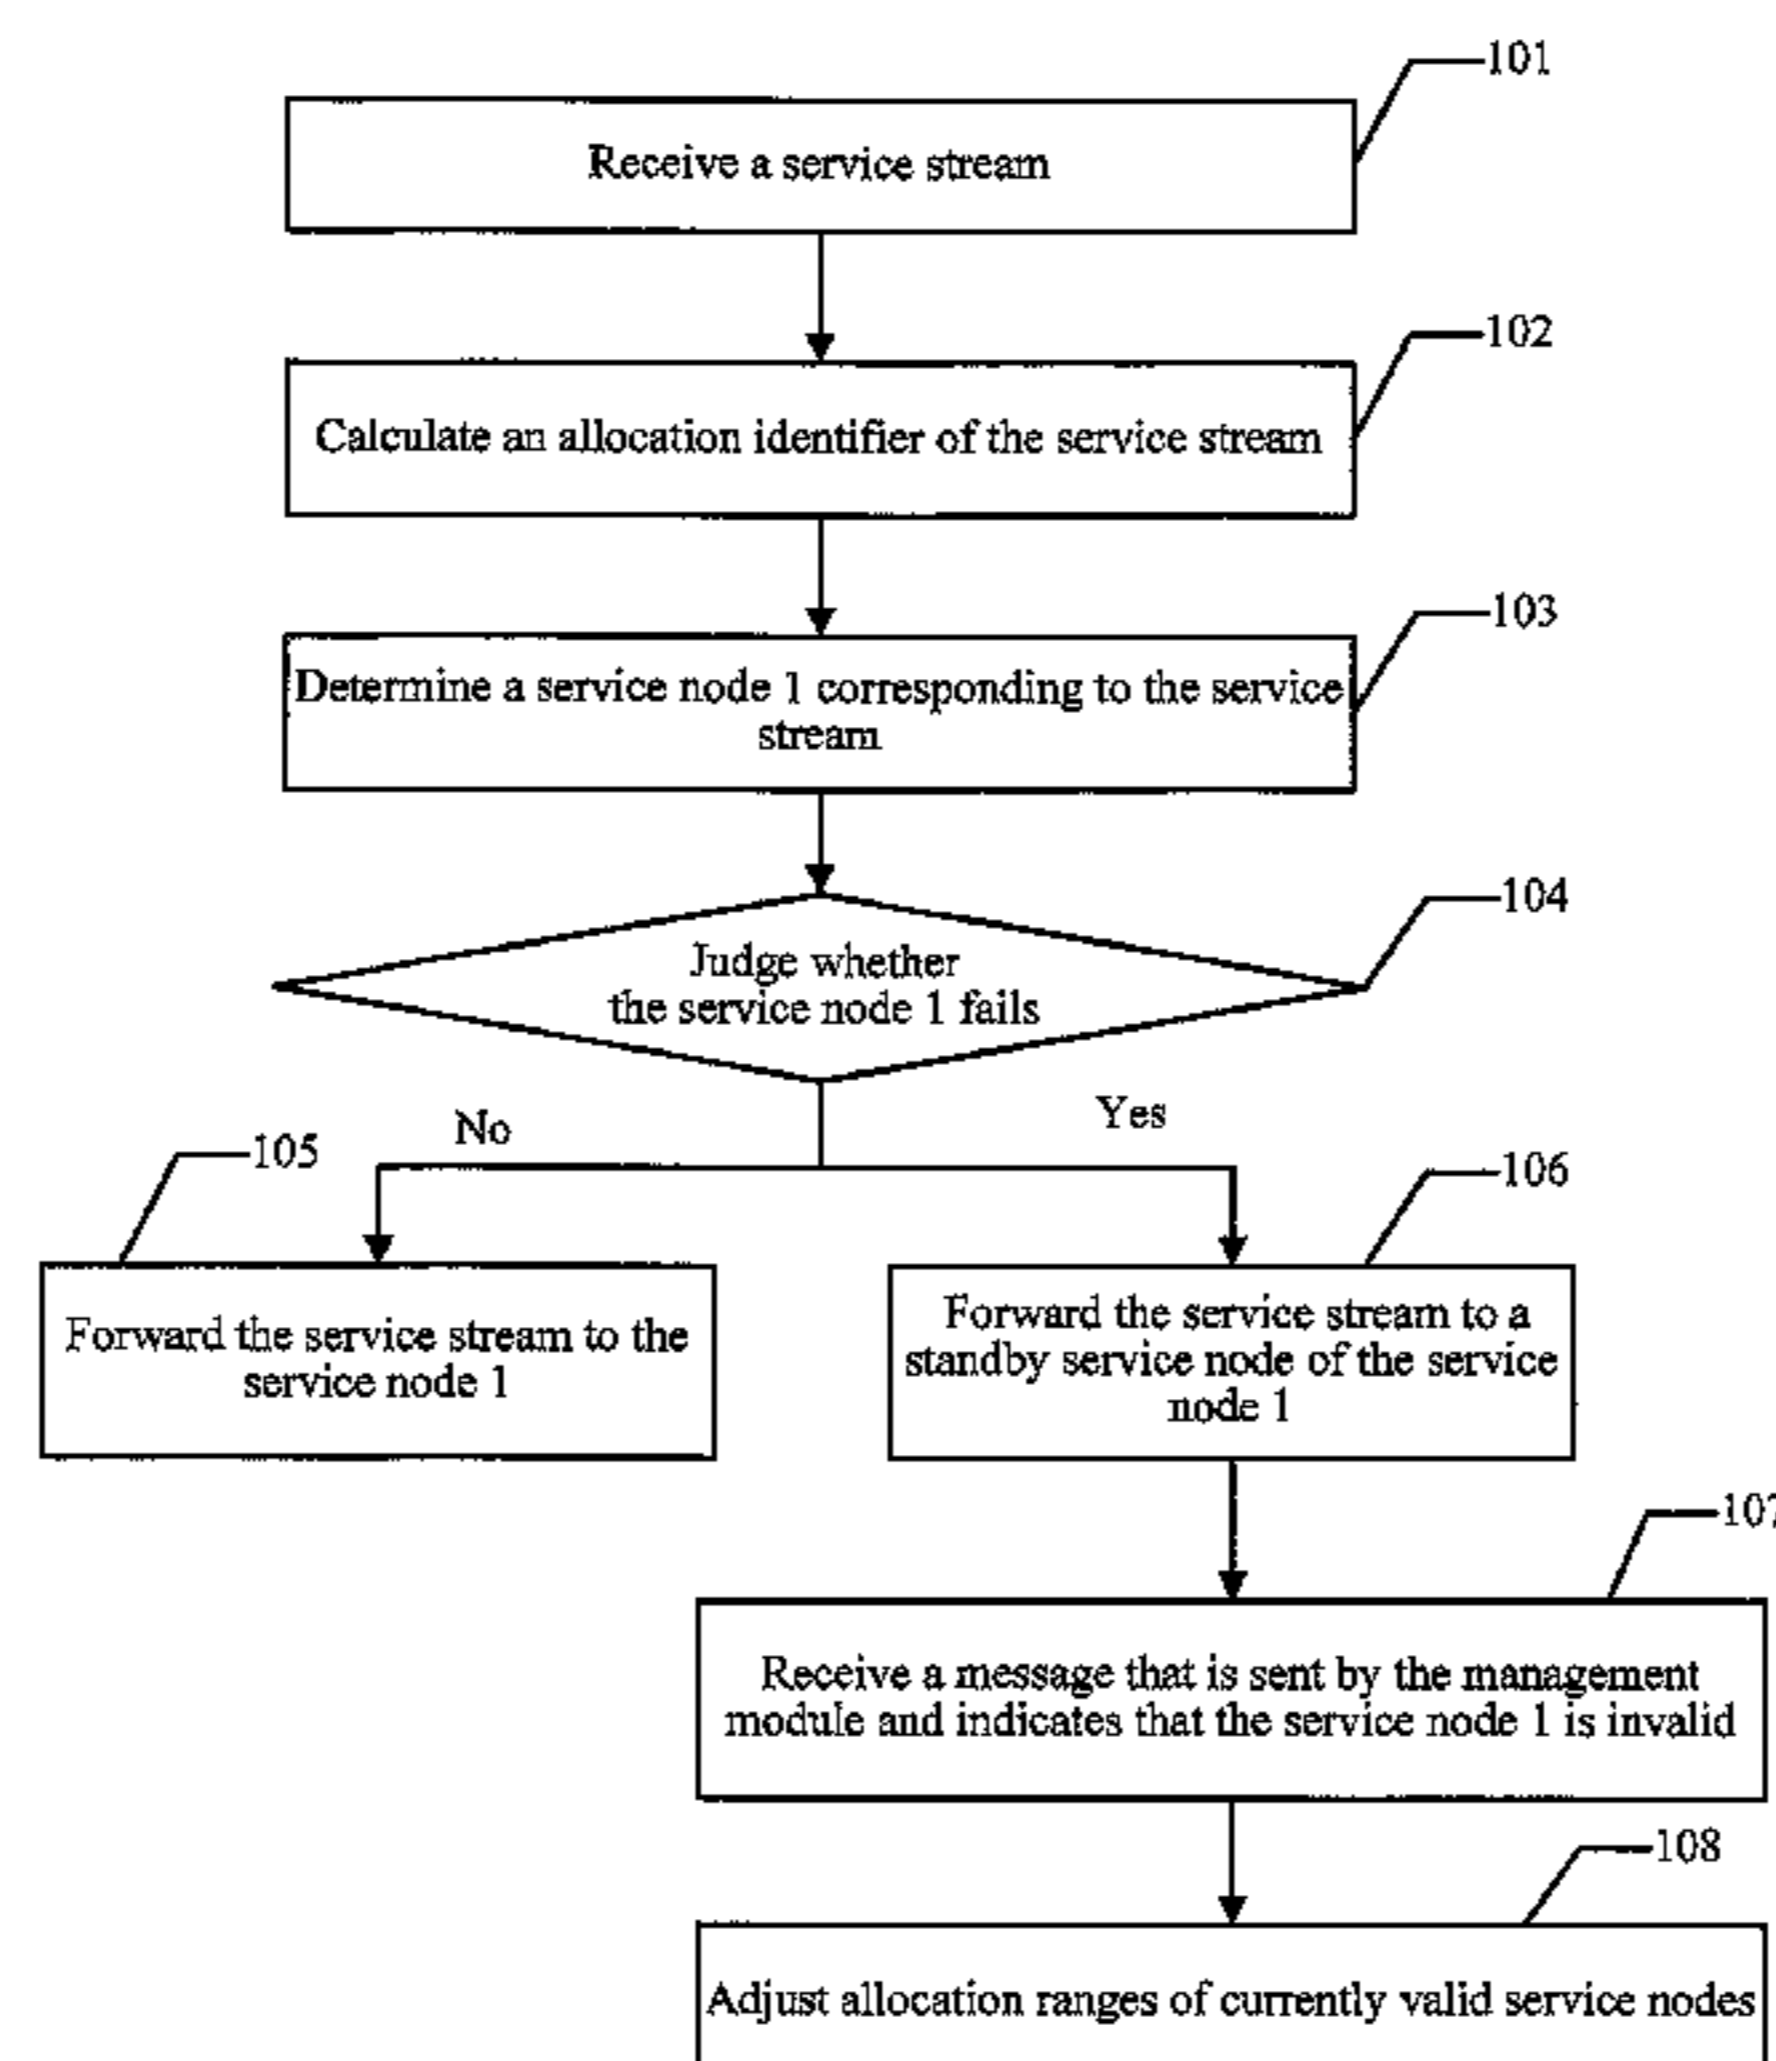 101
Receive a service stream
102
Calculate an allocation identifier of the service stream
103
Determine a service node 1 corresponding to the service
stream
104
Judge whether
the service node 1 fails
No
Yes
105
106
Forward the service stream to the
service node 1
Forward the service stream to a
standby service node of the service
node 1
107
Receive a message that is sent by the management
module and indicates that the service node 1 is invalid
108
Adjust allocation ranges of currently valid service nodes